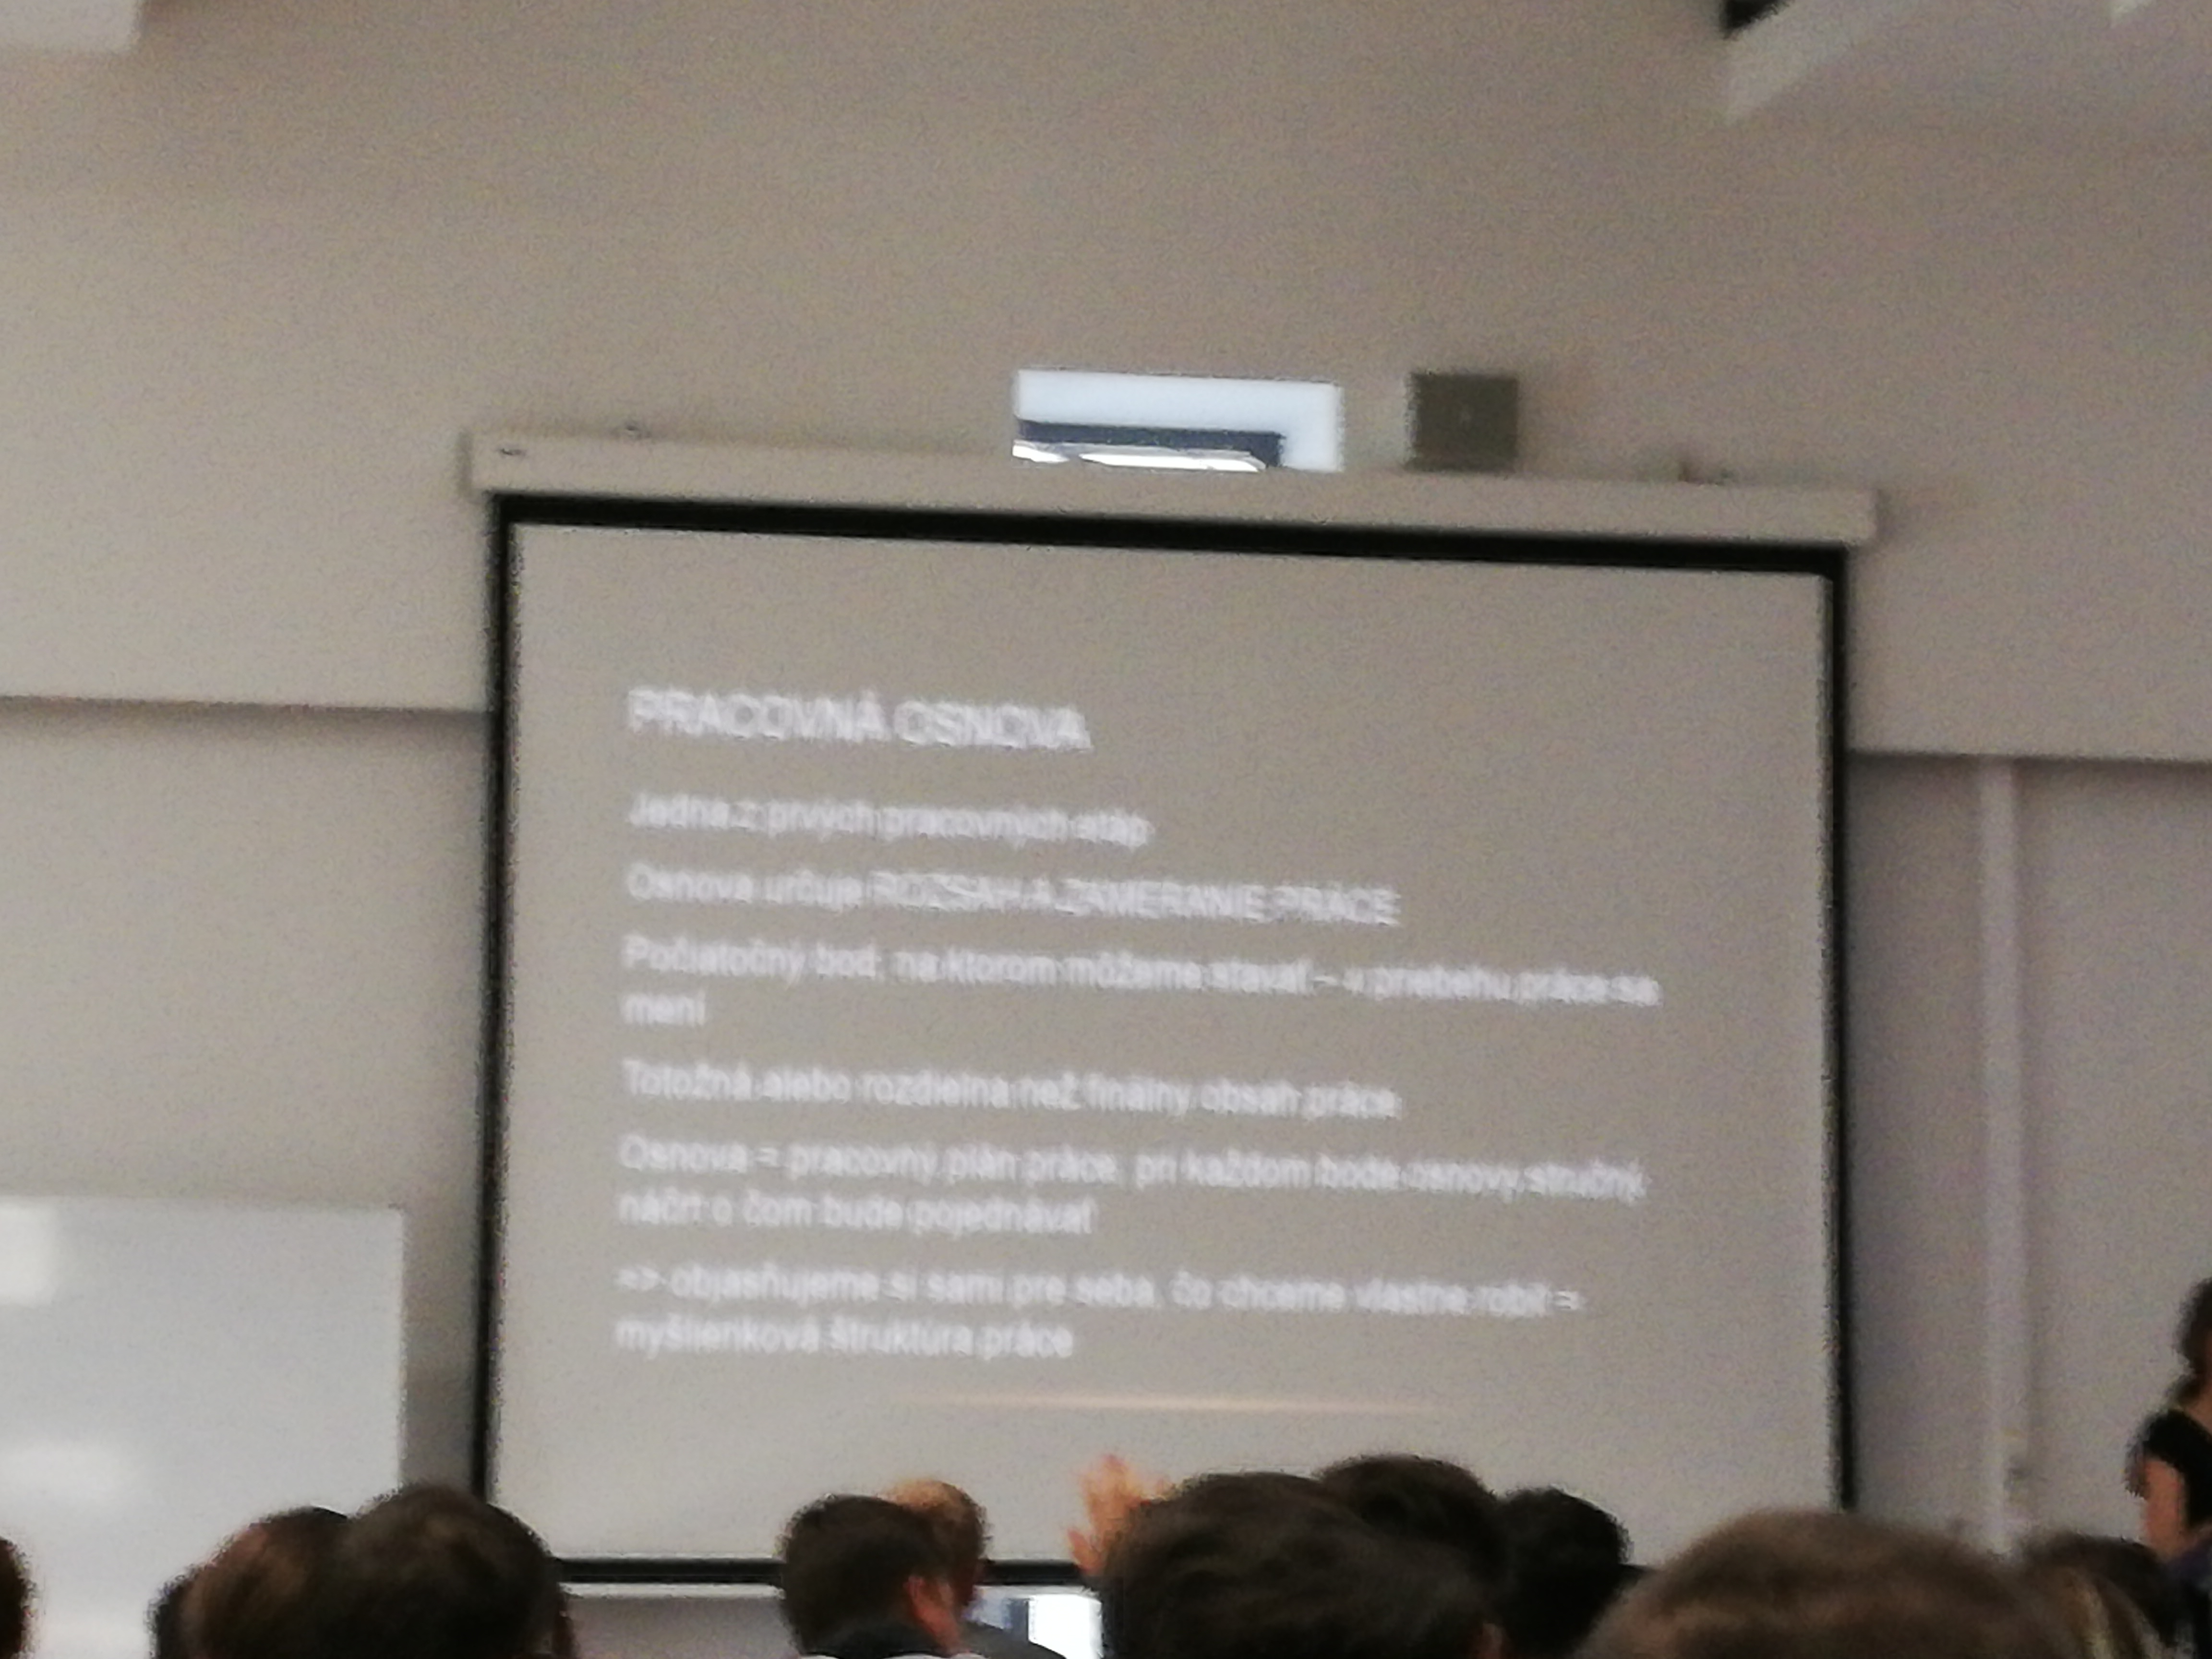 PRACOVNÁ OSNOVA
Jedna z prvých pracovných etáp
Osnova určuje ROZSAH A ZAMERANIE PRÁCE
Počiatočný bod, na ktorom môžeme stavať – v priebehu práce sa
mení
Totožná alebo rozdielna než finálny obsah práce
Osnova = pracovný plán práce, pri každom bode osnovy stručný
náčrt o čom bude pojednávať
=> objasňujeme si sami pre seba, čo chceme vlastne robiť =
myšlienková štruktúra práce